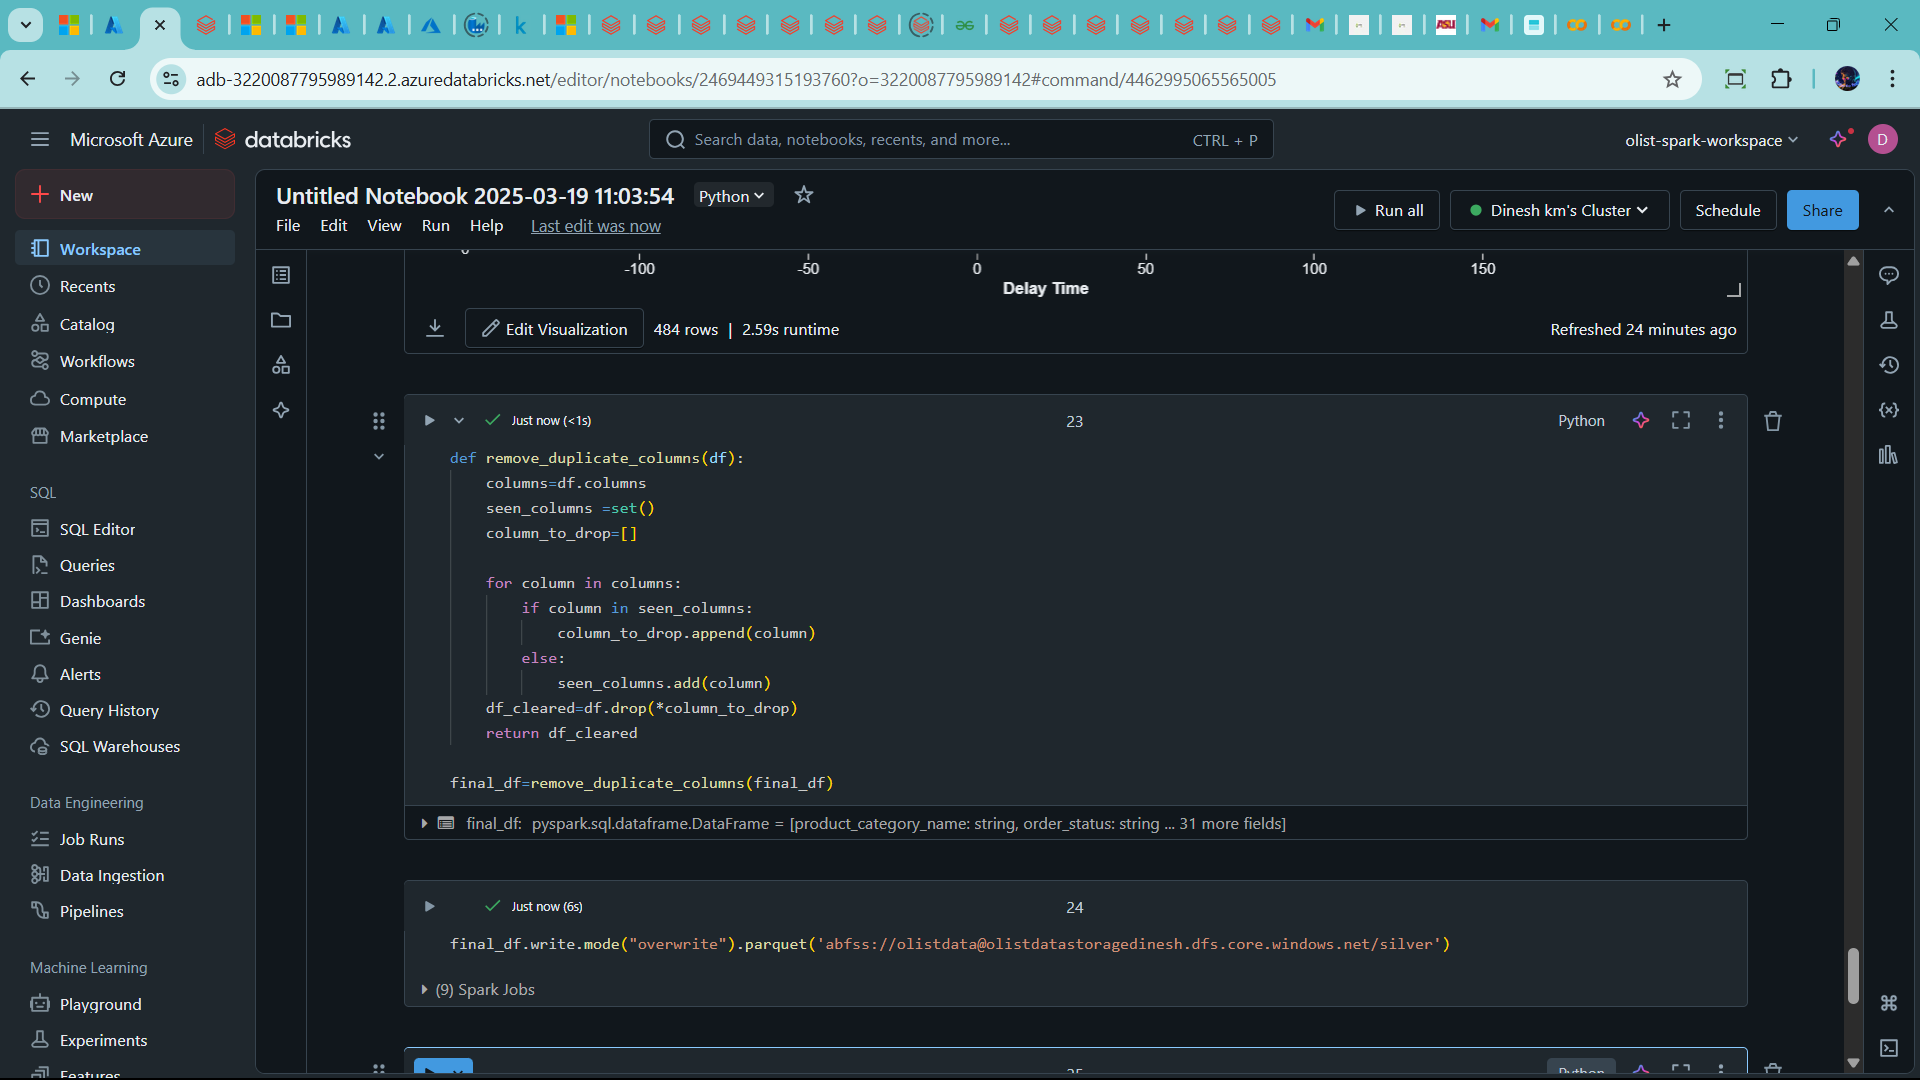 adb-3220087795989142.2.azuredatabricks.net/editor/notebooks/2469449315193760?o=3220087795989142#command/4462995065565005
Microsoft Azure
databricks
Search data, notebooks, recents, and more...
CTRL + P
olist-spark-workspace
D
New
Workspace
Recents
Catalog
Workflows
Compute
Marketplace
SQL
SQL Editor
Queries
Dashboards
Genie
Alerts
Query History
SQL Warehouses
Data Engineering
Job Runs
Data Ingestion
Pipelines
Machine Learning
Playground
Experiments
Features
Untitled Notebook 2025-03-19 11:03:54
Python
File Edit View Run Help Last edit was now
Run all
Dinesh km's Cluster
Schedule
Share
0
-100 -50 0 50 100 150
Delay Time
Edit Visualization
484 rows | 2.59s runtime
Refreshed 24 minutes ago
Just now (<1s)
23
Python
def remove_duplicate_columns(df):
columns=df.columns
seen_columns =set()
column_to_drop=[]
for column in columns:
if column in seen_columns:
column_to_drop.append(column)
else:
seen_columns.add(column)
df_cleared=df.drop(*column_to_drop)
return df_cleared
final_df=remove_duplicate_columns(final_df)
final_df: pyspark.sql.dataframe.DataFrame = [product_category_name: string, order_status: string ... 31 more fields]
Just now (6s)
24
final_df.write.mode("overwrite").parquet('abfss://olistdata@olistdatastoragedinesh.dfs.core.windows.net/silver')
(9) Spark Jobs
25
Python